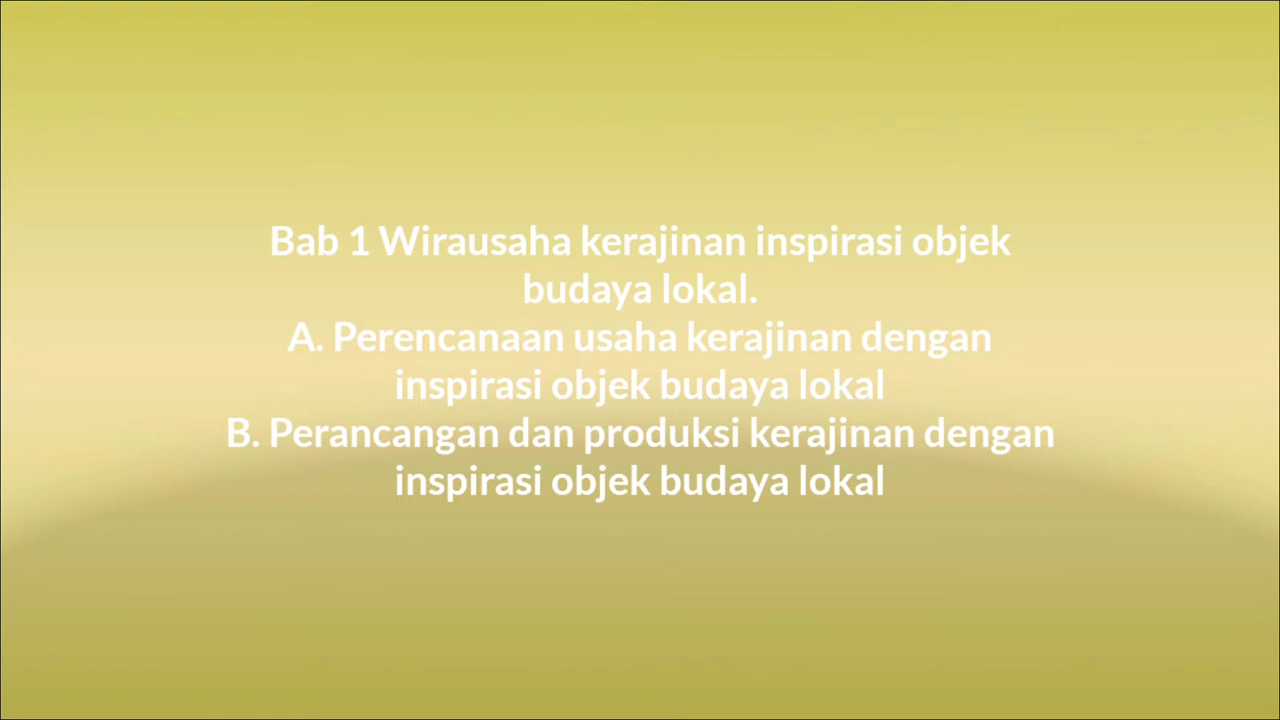 Bab 1 Wirausaha kerajinan inspirasi objek
budaya lokal.
A. Perencanaan usaha kerajinan dengan
inspirasi objek budaya lokal
B. Perancangan dan produksi kerajinan dengan
inspirasi objek budaya lokal